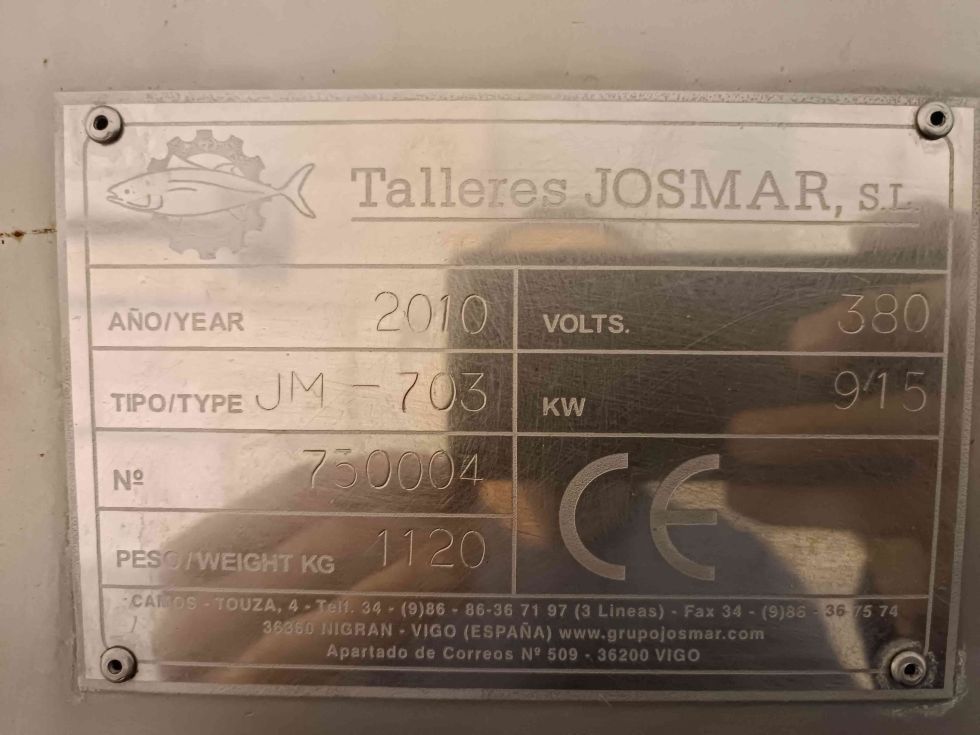 Talleres JOSMAR, S.L.
AÑO/YEAR 2010 VOLTS. 380
TIPO/TYPE JM-703 KW 9'15
Nº 730004
PESO/WEIGHT KG 1120 CE
CAMOS - TOUZA, 4 - Telf. 34 - (9)86 - 86-36 71 97 (3 Lineas) - Fax 34 - (9)86 - 36 75 74
36360 NIGRAN - VIGO (ESPAÑA) www.grupojosmar.com
Apartado de Correos Nº 509 - 36200 VIGO